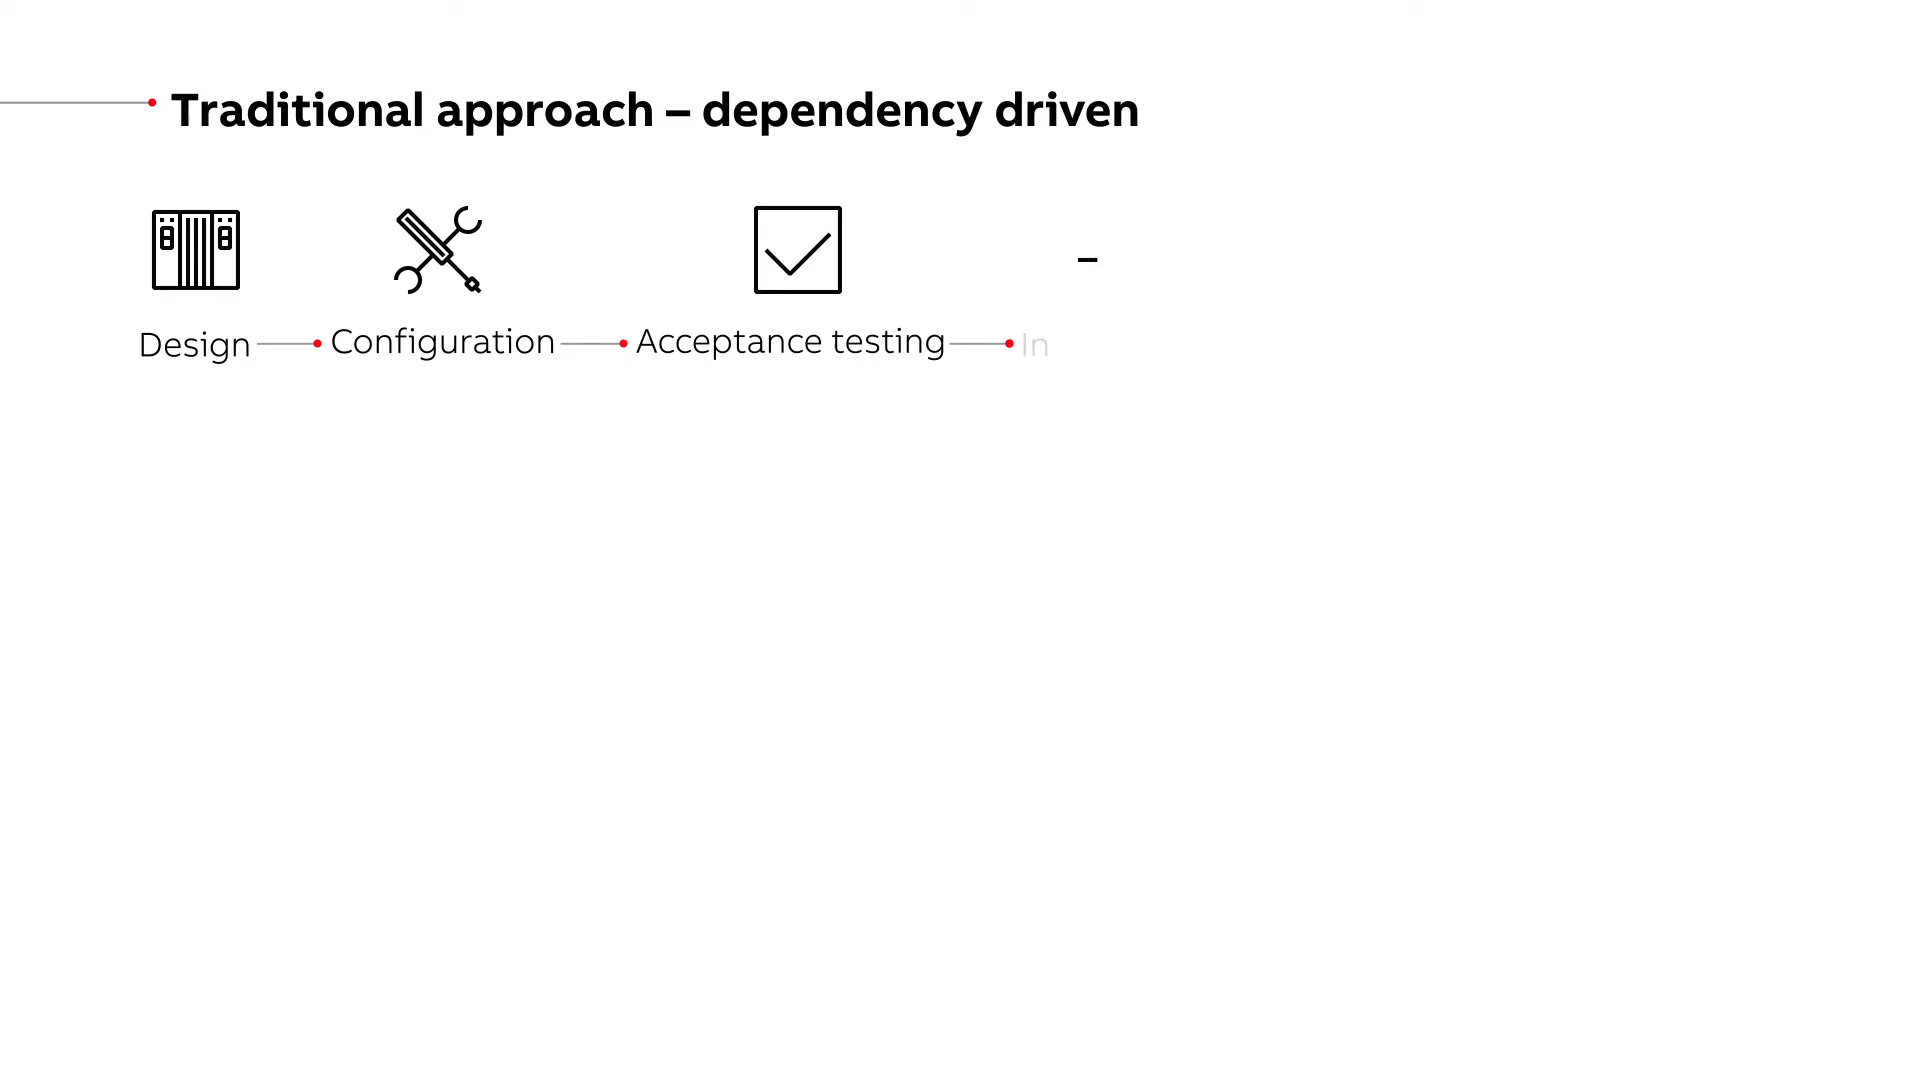 Traditional approach – dependency driven
Design Configuration Acceptance testing In